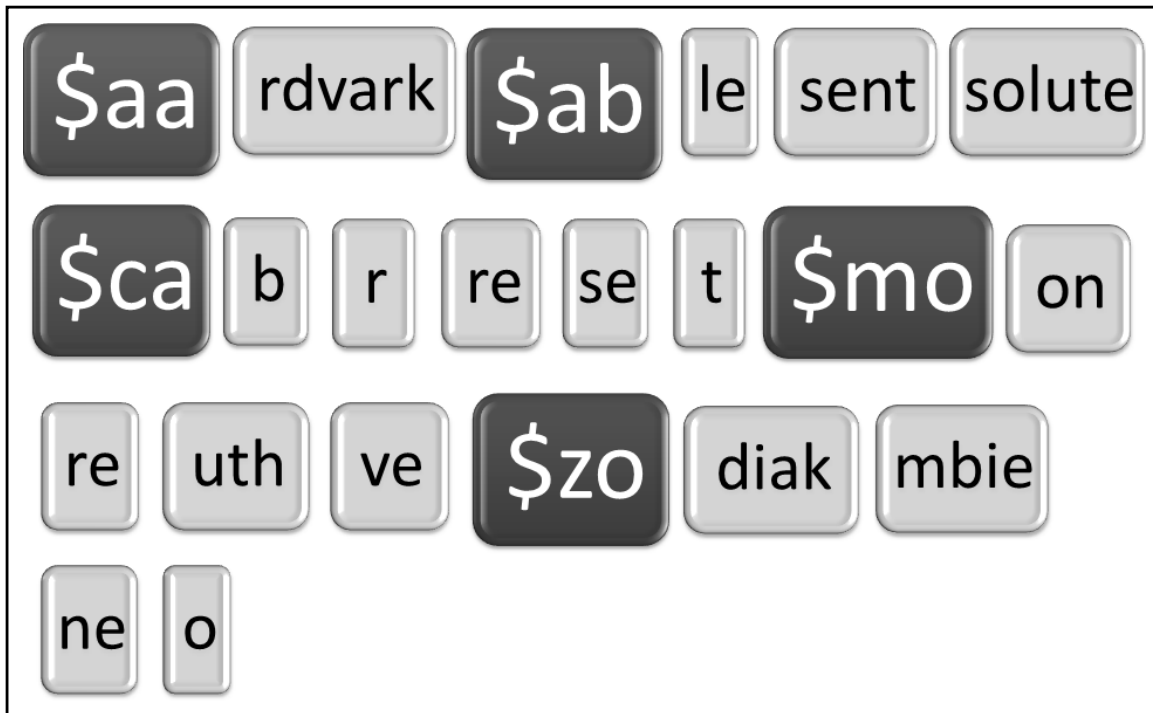 $aa rdvark $ab le sent solute
$ca b r re se t $mo on
re uth ve $zo diak mbie
ne o